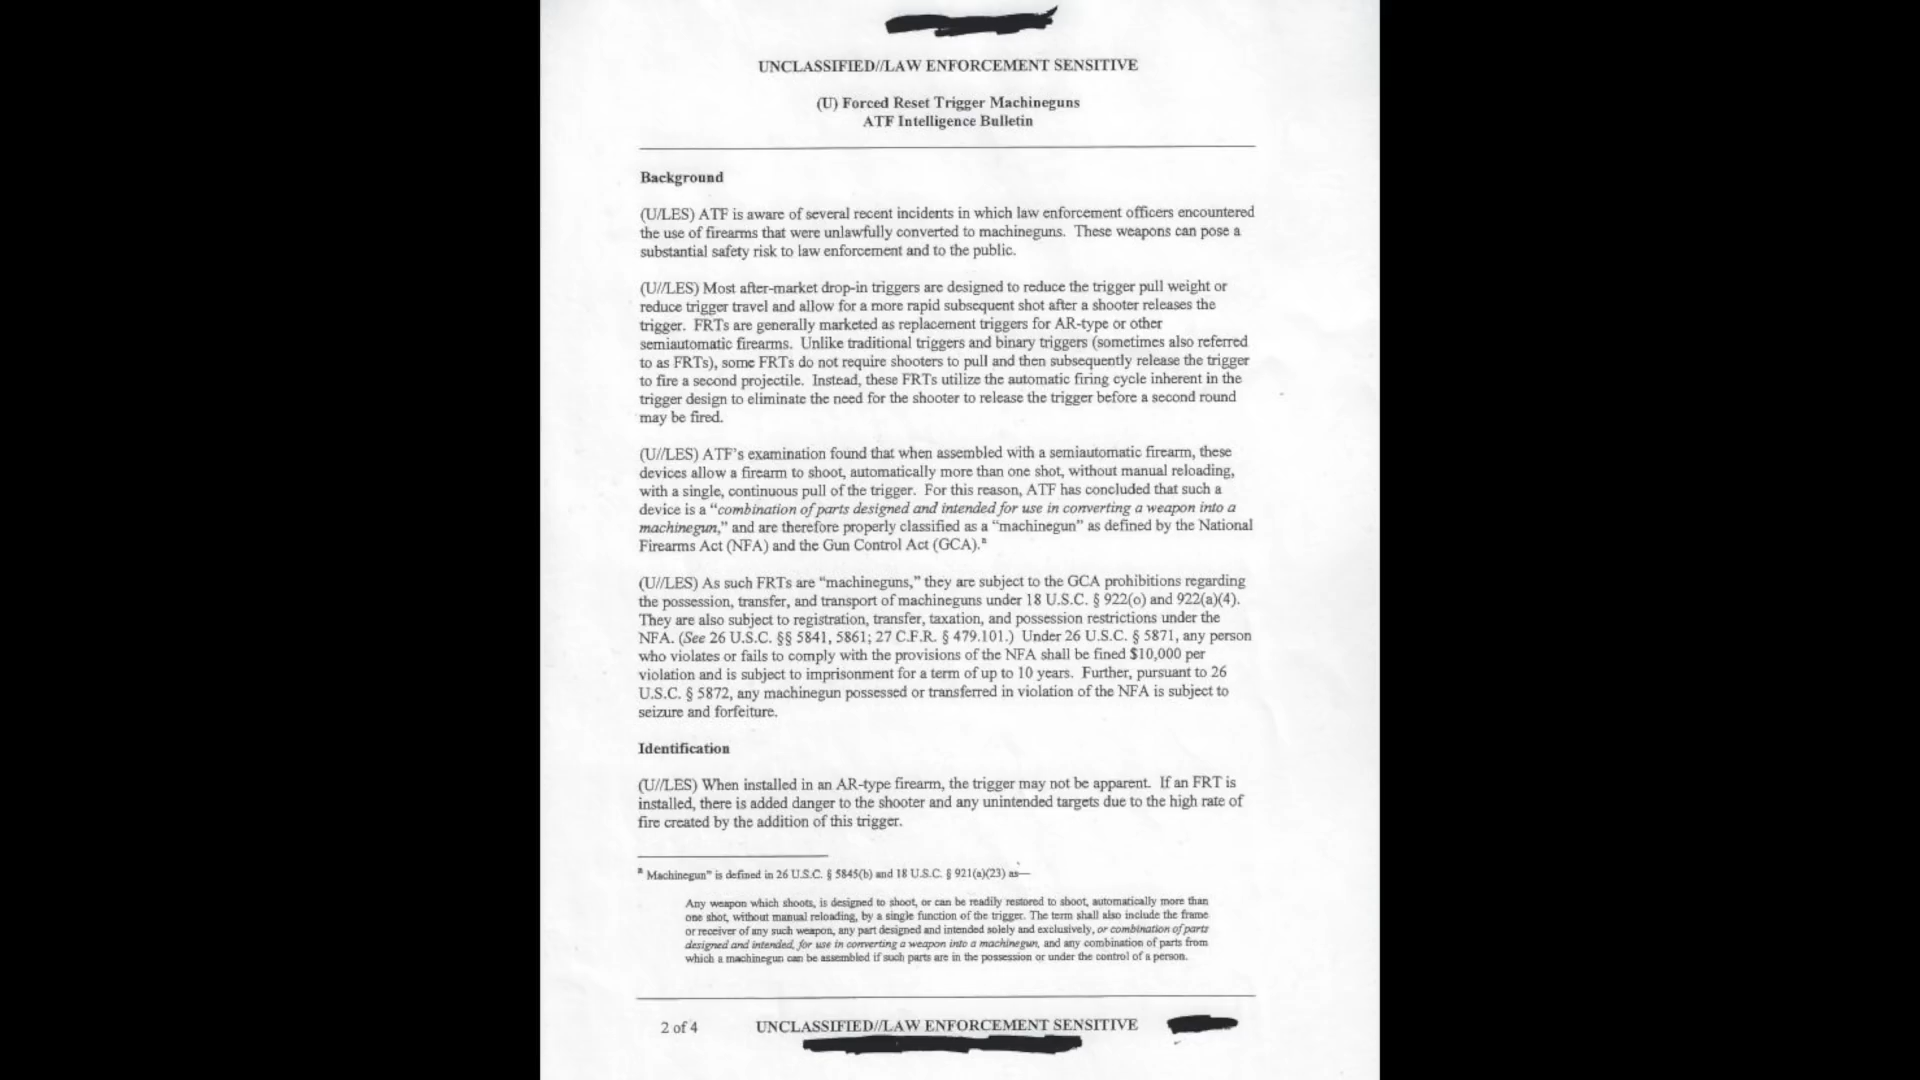 UNCLASSIFIED//LAW ENFORCEMENT SENSITIVE
(U) Forced Reset Trigger Machineguns
ATF Intelligence Bulletin
Background
(U/LES) ATF is aware of several recent incidents in which law enforcement officers encountered
the use of firearms that were unlawfully converted to machineguns. These weapons can pose a
substantial safety risk to law enforcement and to the public.
(U//LES) Most after-market drop-in triggers are designed to reduce the trigger pull weight or
reduce trigger travel and allow for a more rapid subsequent shot after a shooter releases the
trigger. FRTs are generally marketed as replacement triggers for AR-type or other
semiautomatic firearms. Unlike traditional triggers and binary triggers (sometimes also referred
to as FRTs), some FRTs do not require shooters to pull and then subsequently release the trigger
to fire a second projectile. Instead, these FRTs utilize the automatic firing cycle inherent in the
trigger design to eliminate the need for the shooter to release the trigger before a second round
may be fired.
(U//LES) ATF's examination found that when assembled with a semiautomatic firearm, these
devices allow a firearm to shoot, automatically more than one shot, without manual reloading,
with a single, continuous pull of the trigger. For this reason, ATF has concluded that such a
device is a "combination of parts designed and intended for use in converting a weapon into a
machinegun," and are therefore properly classified as a "machinegun" as defined by the National
Firearms Act (NFA) and the Gun Control Act (GCA).ª
(U//LES) As such FRTs are "machineguns," they are subject to the GCA prohibitions regarding
the possession, transfer, and transport of machineguns under 18 U.S.C. § 922(o) and 922(a)(4).
They are also subject to registration, transfer, taxation, and possession restrictions under the
NFA. (See 26 U.S.C. §§ 5841, 5861; 27 C.F.R. § 479.101.) Under 26 U.S.C. § 5871, any person
who violates or fails to comply with the provisions of the NFA shall be fined $10,000 per
violation and is subject to imprisonment for a term of up to 10 years. Further, pursuant to 26
U.S.C. § 5872, any machinegun possessed or transferred in violation of the NFA is subject to
seizure and forfeiture.
Identification
(U//LES) When installed in an AR-type firearm, the trigger may not be apparent. If an FRT is
installed, there is added danger to the shooter and any unintended targets due to the high rate of
fire created by the addition of this trigger.
ª Machinegun" is defined in 26 U.S.C. § 5845(b) and 18 U.S.C. § 921(a)(23) as—
Any weapon which shoots, is designed to shoot, or can be readily restored to shoot, automatically more than
one shot, without manual reloading, by a single function of the trigger. The term shall also include the frame
or receiver of any such weapon, any part designed and intended solely and exclusively, or combination of parts
designed and intended, for use in converting a weapon into a machinegun, and any combination of parts from
which a machinegun can be assembled if such parts are in the possession or under the control of a person.
2 of 4 UNCLASSIFIED//LAW ENFORCEMENT SENSITIVE